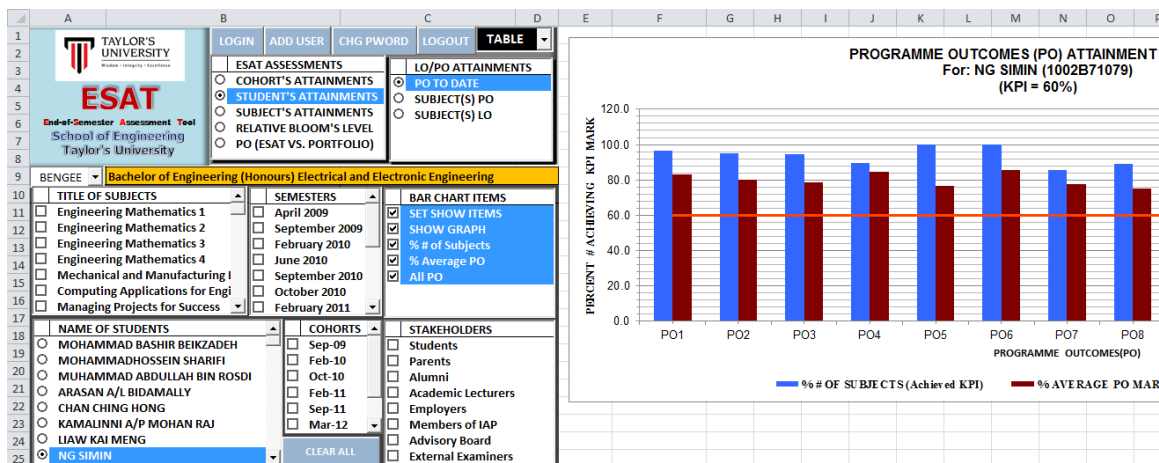 A B C D E F G H I J K L M N O P
1
2
3
4
5
6
7
8
9
10
11
12
13
14
15
16
17
18
19
20
21
22
23
24
25
TAYLOR'S
UNIVERSITY
Wisdom • Integrity • Excellence
ESAT
End-of-Semester Assessment Tool
School of Engineering
Taylor's University
LOGIN ADD USER CHG PWORD LOGOUT TABLE
ESAT ASSESSMENTS
COHORT'S ATTAINMENTS
STUDENT'S ATTAINMENTS
SUBJECT'S ATTAINMENTS
RELATIVE BLOOM'S LEVEL
PO (ESAT VS. PORTFOLIO)
LO/PO ATTAINMENTS
PO TO DATE
SUBJECT(S) PO
SUBJECT(S) LO
BENGEE Bachelor of Engineering (Honours) Electrical and Electronic Engineering
TITLE OF SUBJECTS
Engineering Mathematics 1
Engineering Mathematics 2
Engineering Mathematics 3
Engineering Mathematics 4
Mechanical and Manufacturing I
Computing Applications for Engi
Managing Projects for Success
SEMESTERS
April 2009
September 2009
February 2010
June 2010
September 2010
October 2010
February 2011
BAR CHART ITEMS
SET SHOW ITEMS
SHOW GRAPH
% # of Subjects
% Average PO
All PO
NAME OF STUDENTS
MOHAMMAD BASHIR BEIKZADEH
MOHAMMADHOSSEIN SHARIFI
MUHAMMAD ABDULLAH BIN ROSDI
ARASAN A/L BIDAMALLY
CHAN CHING HONG
KAMALINNI A/P MOHAN RAJ
LIAW KAI MENG
NG SIMIN
COHORTS
Sep-09
Feb-10
Oct-10
Feb-11
Sep-11
Mar-12
CLEAR ALL
STAKEHOLDERS
Students
Parents
Alumni
Academic Lecturers
Employers
Members of IAP
Advisory Board
External Examiners
PROGRAMME OUTCOMES (PO) ATTAINMENT
For: NG SIMIN (1002B71079)
(KPI = 60%)
PERCENT # ACHIEVING KPI MARK
120.0
100.0
80.0
60.0
40.0
20.0
0.0
PO1 PO2 PO3 PO4 PO5 PO6 PO7 PO8
PROGRAMME OUTCOMES(PO)
% # OF SUBJECTS (Achieved KPI) % AVERAGE PO MAR